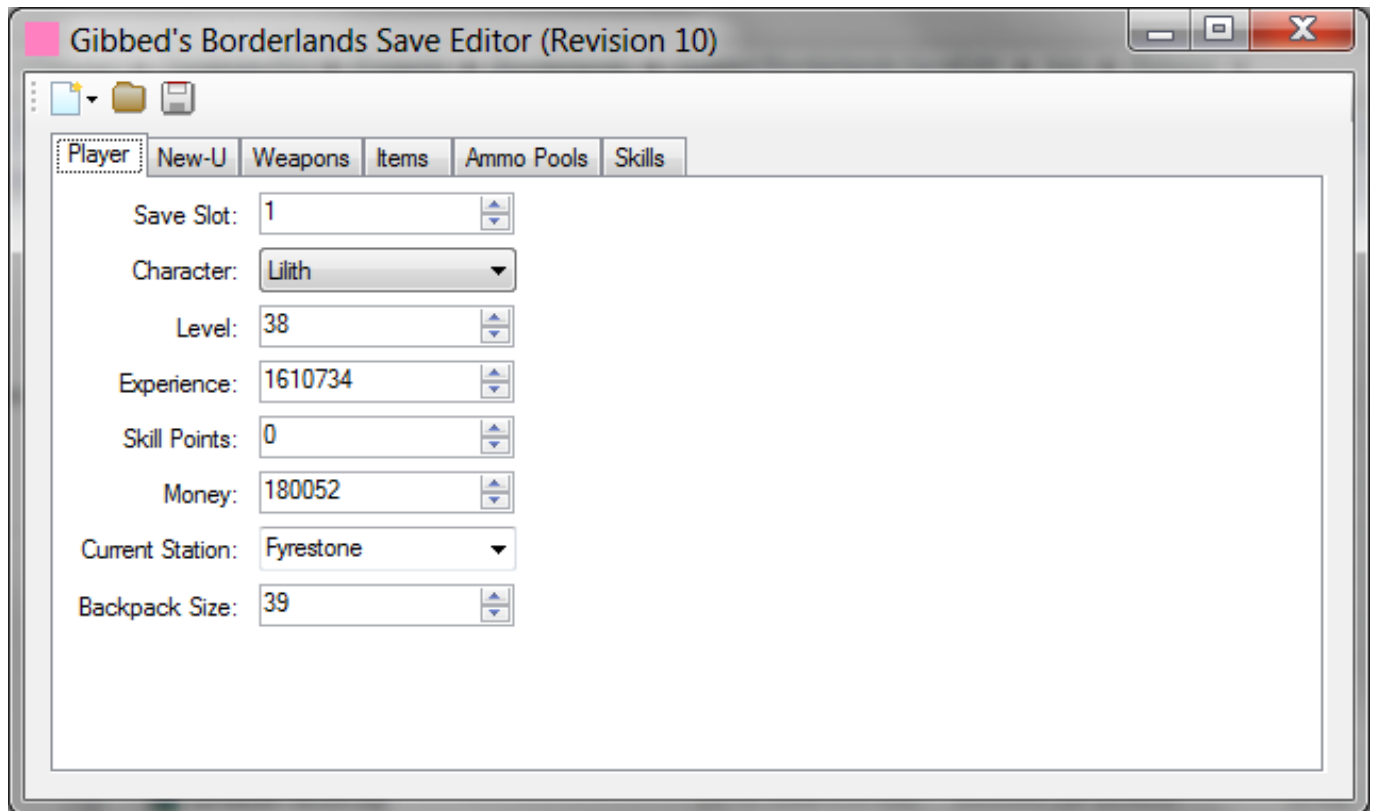 Gibbed's Borderlands Save Editor (Revision 10)
Player New-U Weapons Items Ammo Pools Skills
Save Slot: 1
Character: Lilith
Level: 38
Experience: 1610734
Skill Points: 0
Money: 180052
Current Station: Fyrestone
Backpack Size: 39